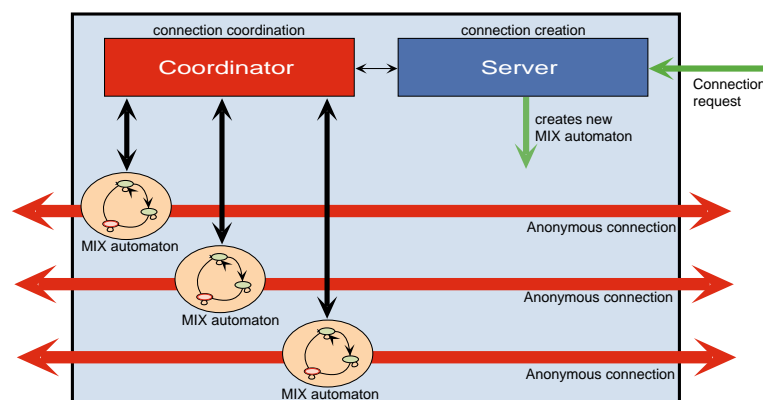 connection coordination
connection creation
Coordinator
Server
Connection
request
creates new
MIX automaton
Anonymous connection
MIX automaton
Anonymous connection
MIX automaton
Anonymous connection
MIX automaton